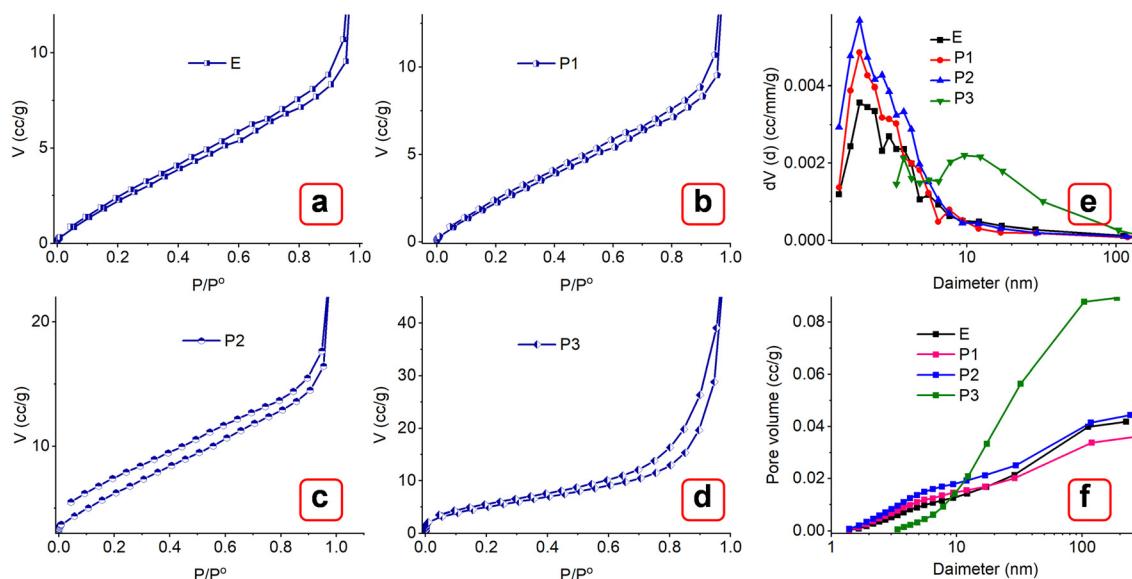 10
5
0
V (cc/g)
E
a
0.0 0.2 0.4 0.6 0.8 1.0
P/Pº
10
5
0
V (cc/g)
P1
b
0.0 0.2 0.4 0.6 0.8 1.0
P/Pº
0.004
0.002
0.000
dV (d) (cc/mm/g)
E
P1
P2
P3
e
10 100
Daimeter (nm)
20
10
V (cc/g)
P2
c
0.0 0.2 0.4 0.6 0.8 1.0
P/Pº
40
30
20
10
0
V (cc/g)
P3
d
0.0 0.2 0.4 0.6 0.8 1.0
P/Pº
0.08
0.06
0.04
0.02
0.00
Pore volume (cc/g)
E
P1
P2
P3
f
1 10 100
Daimeter (nm)